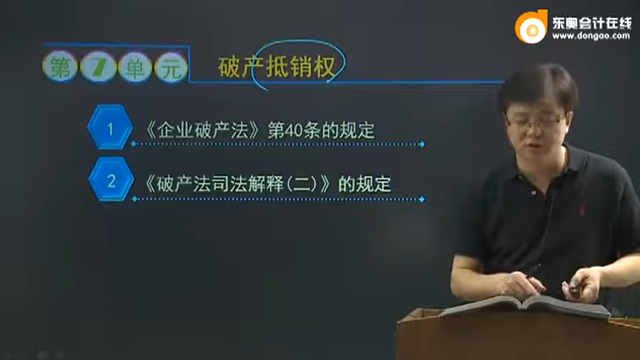 东奥会计在线
www.dongao.com
第7单元 破产抵销权
1 《企业破产法》第40条的规定
2 《破产法司法解释(二)》的规定